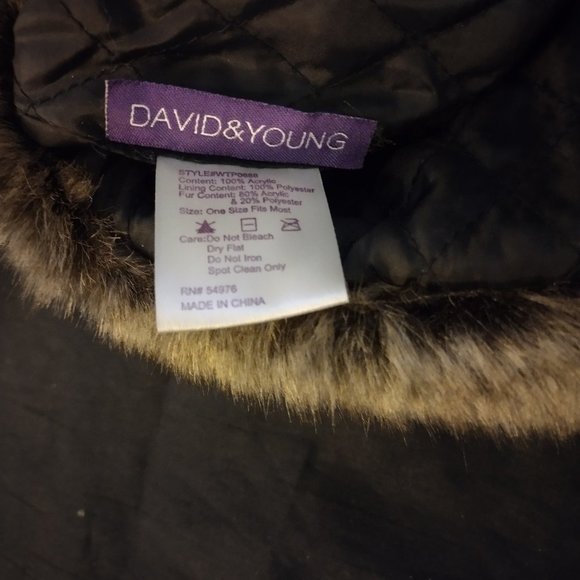 DAVID&YOUNG
STYLE#WTP0686
Content: 100% Acrylic
Lining Content: 100% Polyester
Fur Content: 80% Acrylic
& 20% Polyester
Size: One Size Fits Most
Care:Do Not Bleach
Dry Flat
Do Not Iron
Spot Clean Only
RN# 54976
MADE IN CHINA